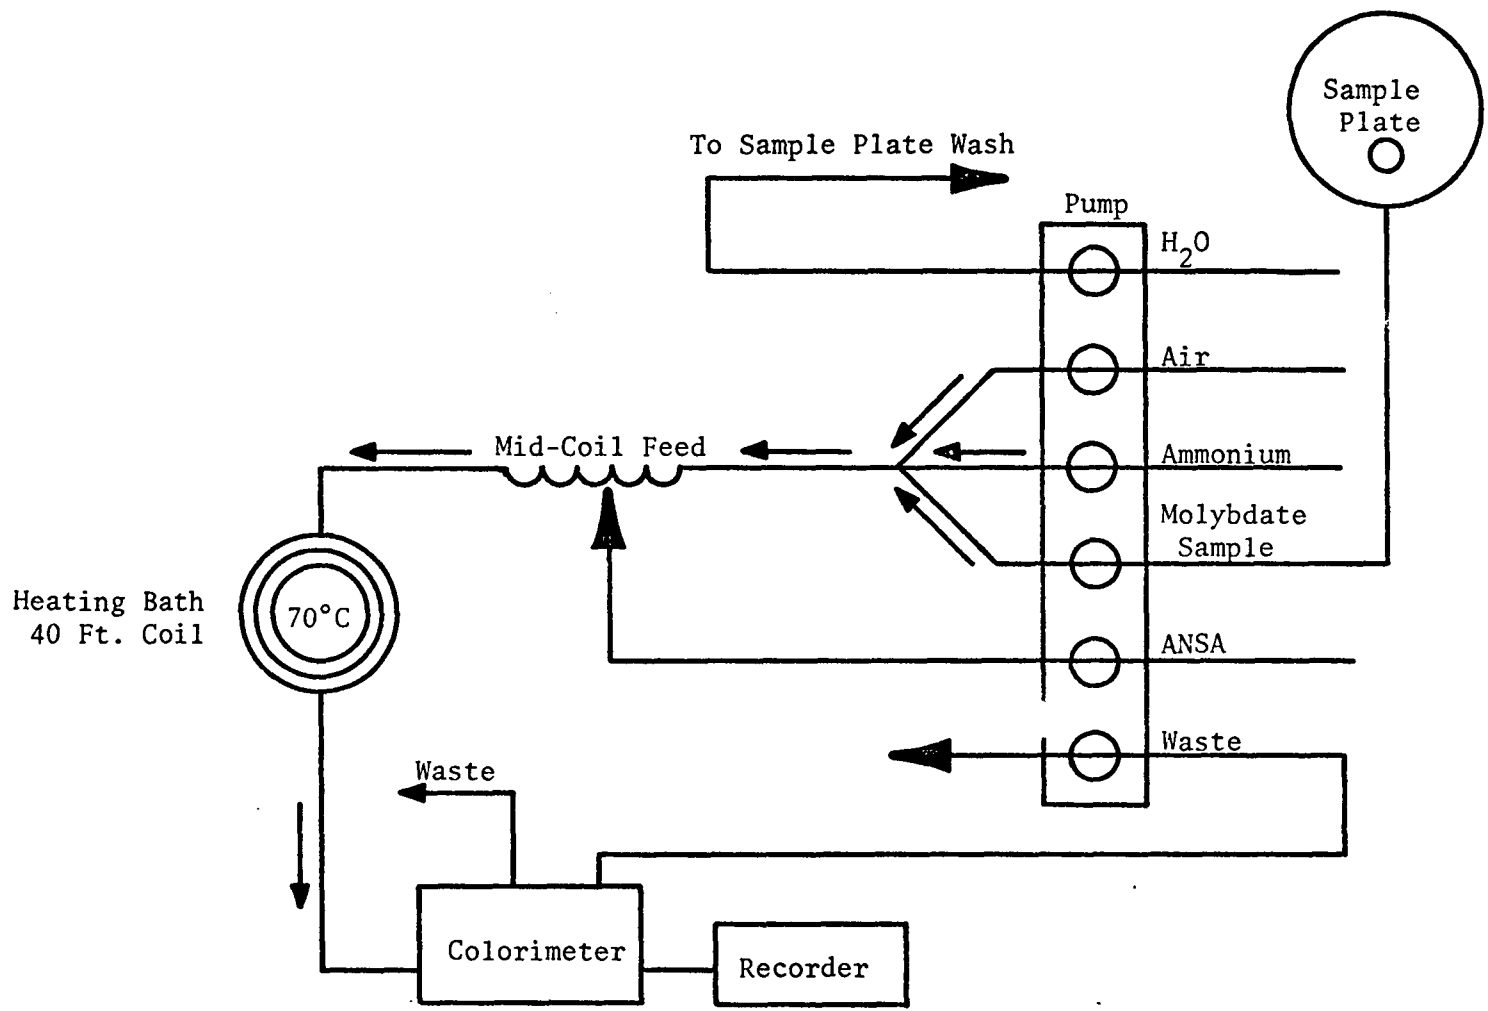 Sample
Plate
To Sample Plate Wash
Pump
H₂O
Air
Mid-Coil Feed
Ammonium
Molybdate
Sample
Heating Bath
40 Ft. Coil
70°C
ANSA
Waste
Waste
Colorimeter
Recorder